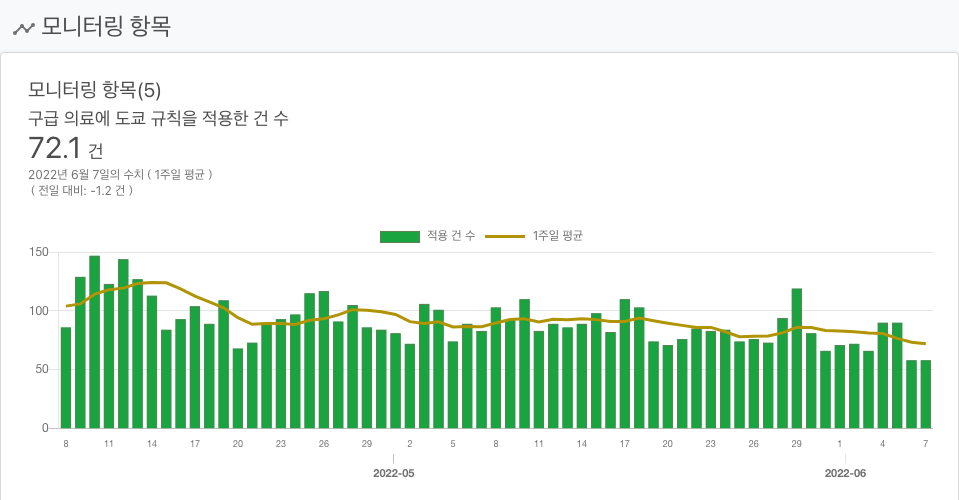 모니터링 항목
모니터링 항목(5)
구급 의료에 도쿄 규칙을 적용한 건 수
72.1 건
2022년 6월 7일의 수치 ( 1주일 평균 )
( 전일 대비: -1.2 건 )
적용 건 수 1주일 평균
150
100
50
0
8 11 14 17 20 23 26 29 2 5 8 11 14 17 20 23 26 29 1 4 7
2022-05 2022-06